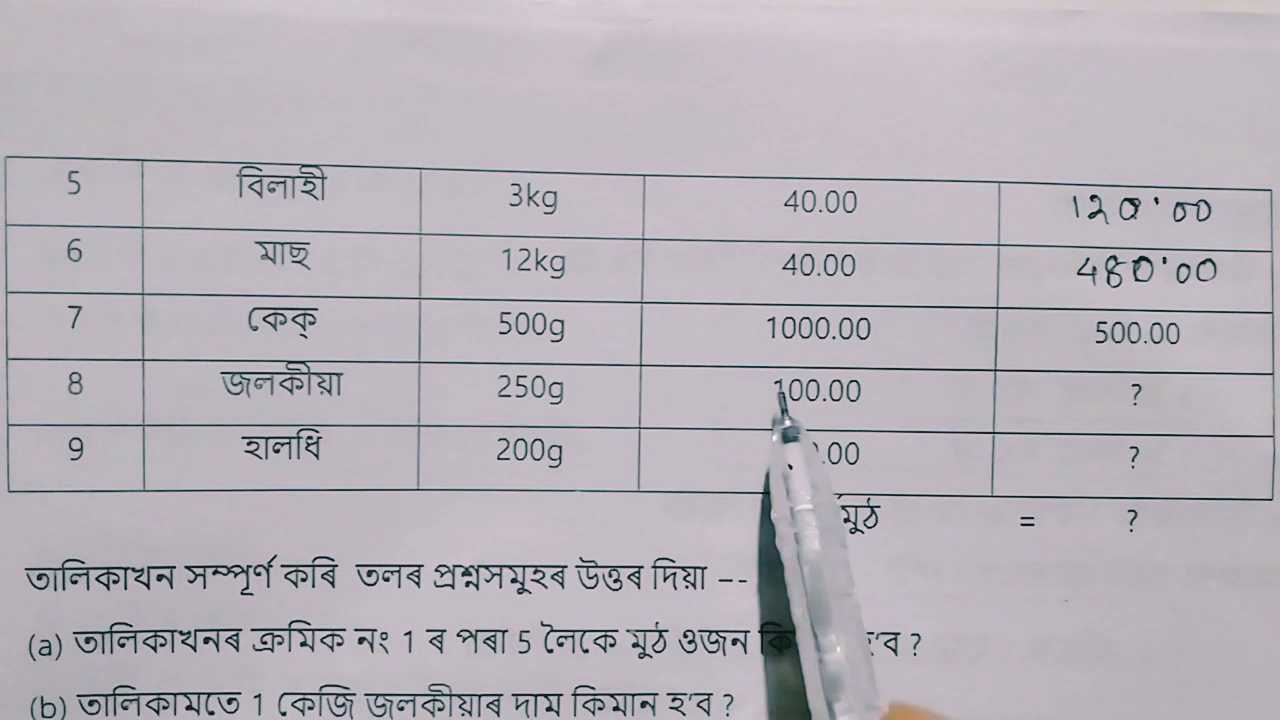 5 বিলাহী 3kg 40.00 120.00
6 মাছ 12kg 40.00 480.00
7 কেক্ 500g 1000.00 500.00
8 জলকীয়া 250g 100.00 ?
9 হালধি 200g .00 ?
মুঠ = ?
তালিকাখন সম্পূৰ্ণ কৰি তলৰ প্ৰশ্নসমূহৰ উত্তৰ দিয়া --
(a) তালিকাখনৰ ক্ৰমিক নং 1 ৰ পৰা 5 লৈকে মুঠ ওজন হ'ব ?
(b) তালিকামতে 1 কেজি জলকীয়াৰ দাম কিমান হ'ব ?